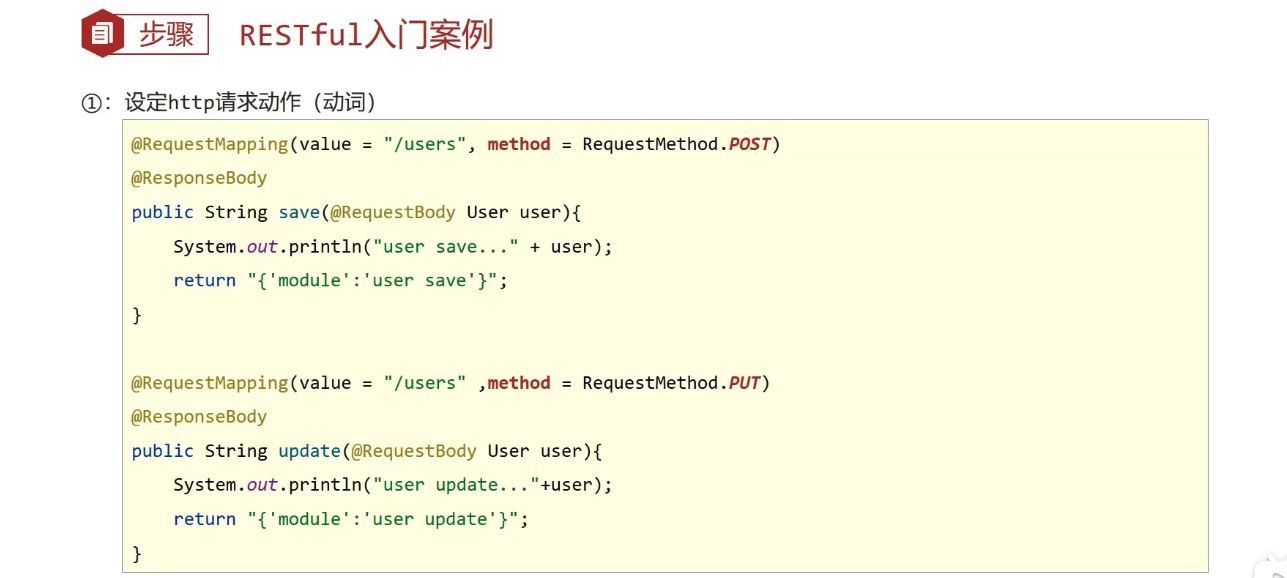 步骤 RESTful入门案例
①：设定http请求动作（动词）
@RequestMapping(value = "/users", method = RequestMethod.POST)
@ResponseBody
public String save(@RequestBody User user){
    System.out.println("user save..." + user);
    return "{'module':'user save'}";
}
@RequestMapping(value = "/users" ,method = RequestMethod.PUT)
@ResponseBody
public String update(@RequestBody User user){
    System.out.println("user update..."+user);
    return "{'module':'user update'}";
}